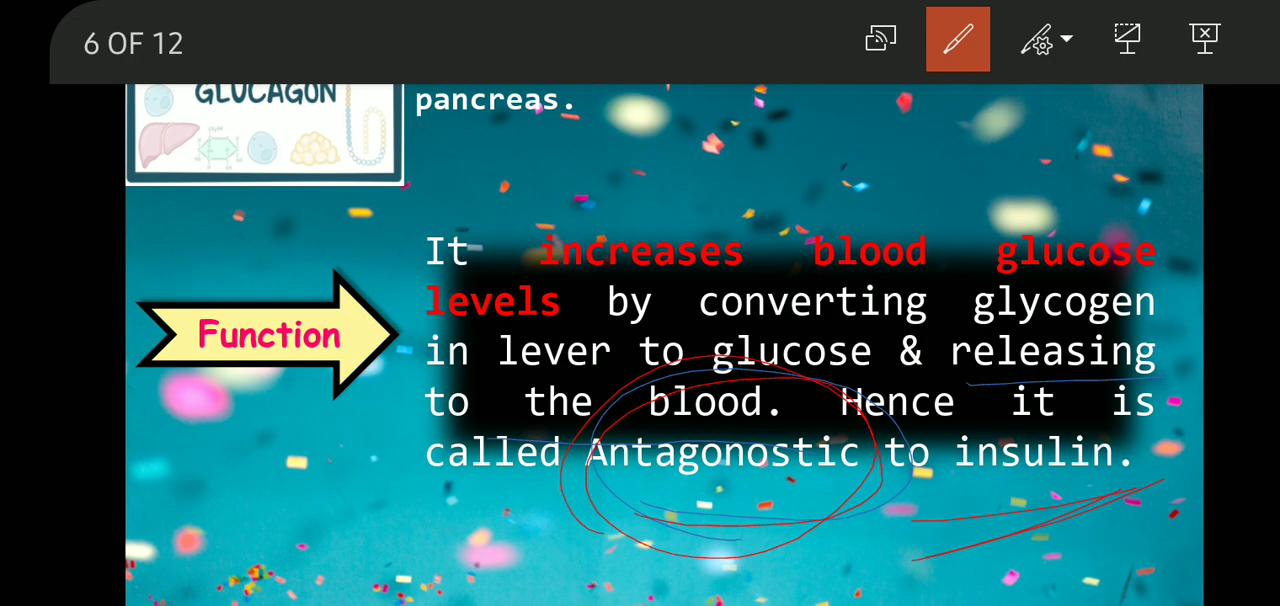 6 OF 12
GLUCAGON
pancreas.
It increases blood glucose
levels by converting glycogen
in lever to glucose & releasing
to the blood. Hence it is
called Antagonostic to insulin.
Function